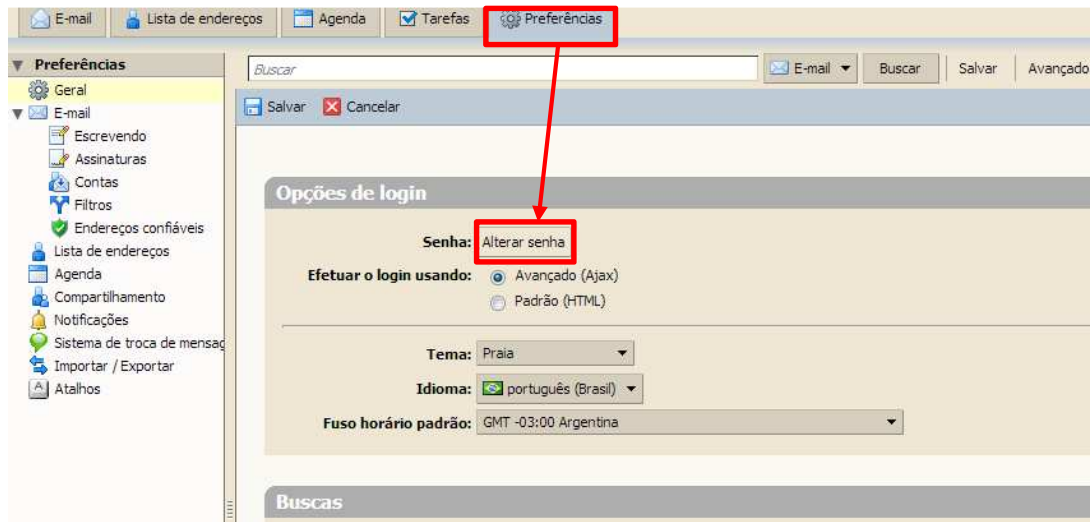 E-mail Lista de endereços Agenda Tarefas Preferências
Preferências
Geral
E-mail
Escrevendo
Assinaturas
Contas
Filtros
Endereços confiáveis
Lista de endereços
Agenda
Compartilhamento
Notificações
Sistema de troca de mensag
Importar / Exportar
Atalhos
Buscar E-mail Buscar Salvar Avançado
Salvar Cancelar
Opções de login
Senha: Alterar senha
Efetuar o login usando: Avançado (Ajax)
Padrão (HTML)
Tema: Praia
Idioma: português (Brasil)
Fuso horário padrão: GMT -03:00 Argentina
Buscas